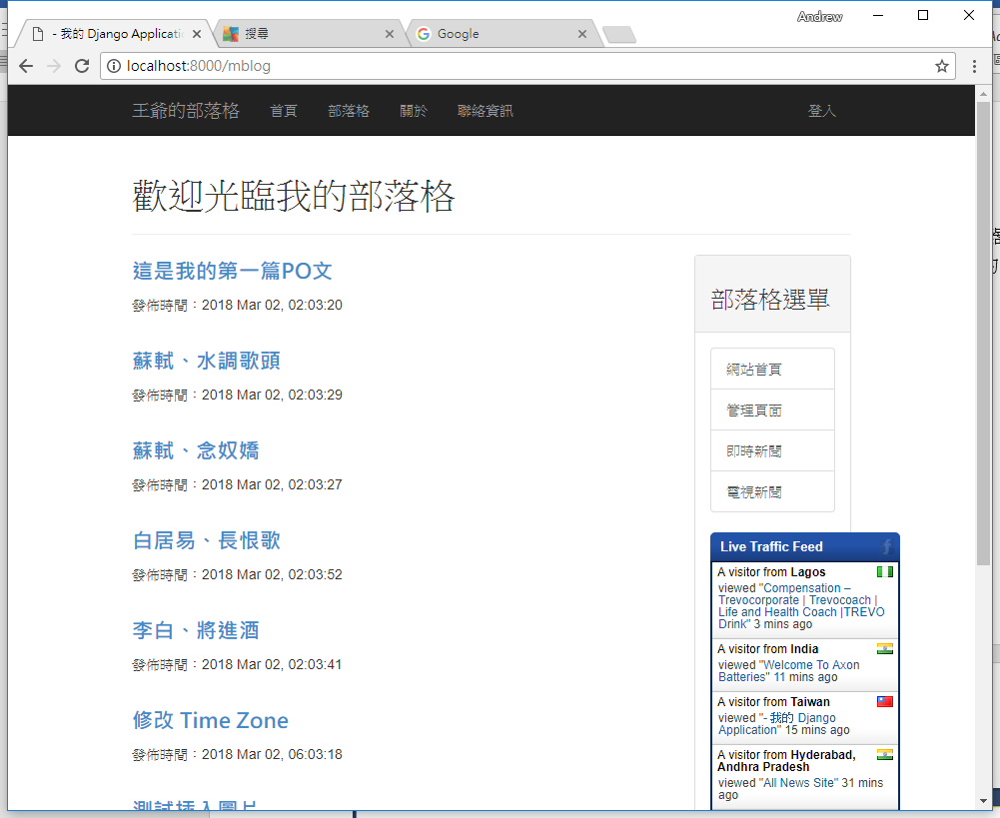 Andrew
- 我的 Django Applicatic
搜尋
Google
localhost:8000/mblog
王爺的部落格
首頁
部落格
關於
聯絡資訊
登入
歡迎光臨我的部落格
這是我的第一篇PO文
發佈時間：2018 Mar 02, 02:03:20
蘇軾、水調歌頭
發佈時間：2018 Mar 02, 02:03:29
蘇軾、念奴嬌
發佈時間：2018 Mar 02, 02:03:27
白居易、長恨歌
發佈時間：2018 Mar 02, 02:03:52
李白、將進酒
發佈時間：2018 Mar 02, 02:03:41
修改 Time Zone
發佈時間：2018 Mar 02, 06:03:18
測試插入圖片
部落格選單
網站首頁
管理頁面
即時新聞
電視新聞
Live Traffic Feed
A visitor from Lagos
viewed "Compensation –
Trevocorporate | Trevocoach |
Life and Health Coach |TREVO
Drink" 3 mins ago
A visitor from India
viewed "Welcome To Axon
Batteries" 11 mins ago
A visitor from Taiwan
viewed "- 我的 Django
Application" 15 mins ago
A visitor from Hyderabad,
Andhra Pradesh
viewed "All News Site" 31 mins
ago